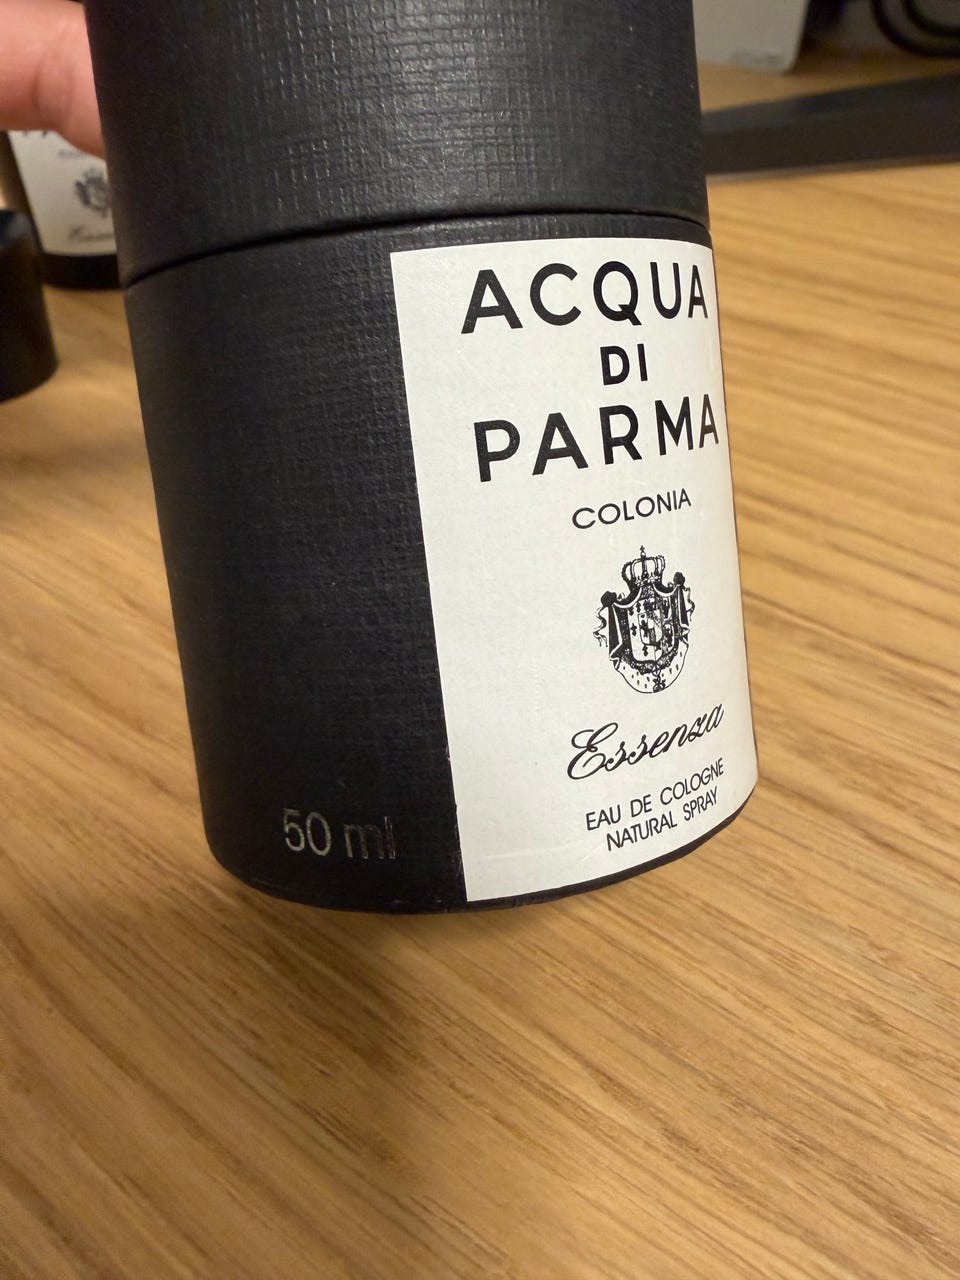 ACQUA
DI
PARMA
COLONIA
Essenza
EAU DE COLOGNE
NATURAL SPRAY
50 ml